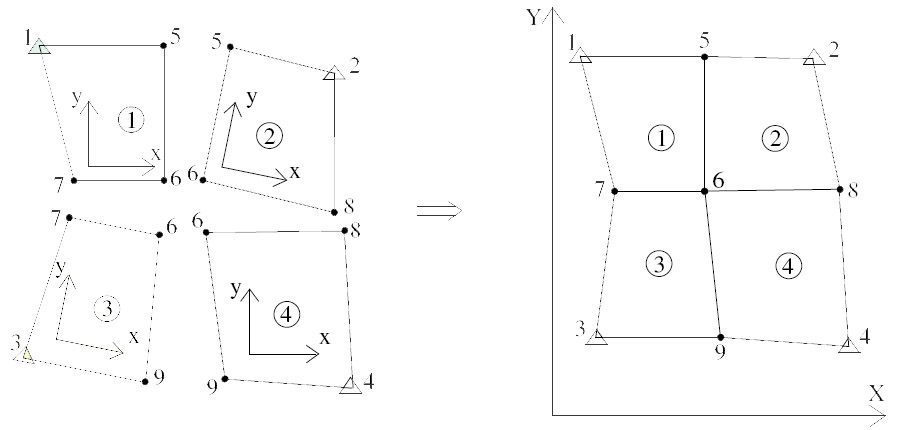 1 5
5 2
y
①
x
7 6
y
②
x
6 8
7 6
y
③
x
3 9
6 8
y
④
x
9 4
Y
1 5 2
① ②
7 6 8
③ ④
3 9 4
X